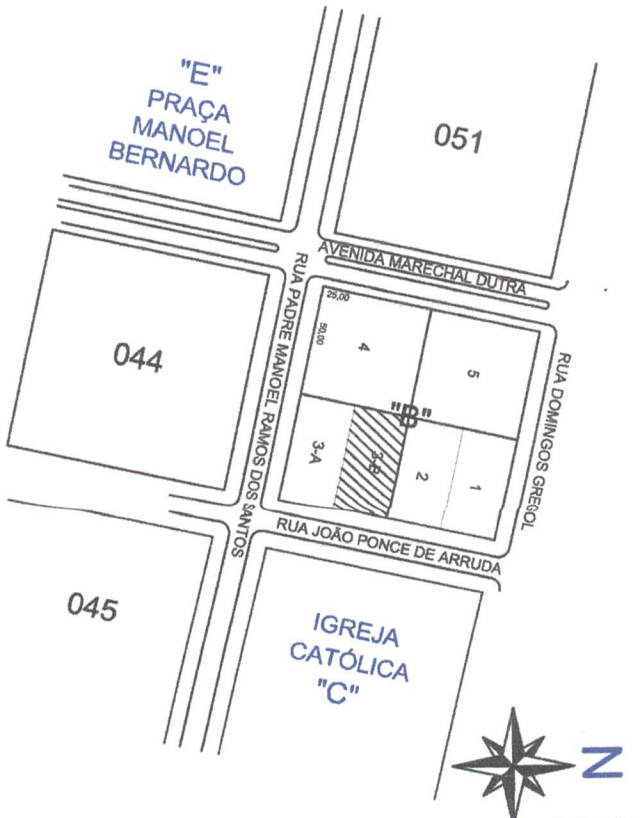 "E"
PRAÇA
MANOEL
BERNARDO
051
AVENIDA MARECHAL DUTRA
RUA PADRE MANOEL RAMOS DOS SANTOS
25,00
50,00
4
5
RUA DOMINGOS GREGOL
044
"B"
3-A
3-B
2
1
RUA JOÃO PONCE DE ARRUDA
045
IGREJA
CATÓLICA
"C"
N